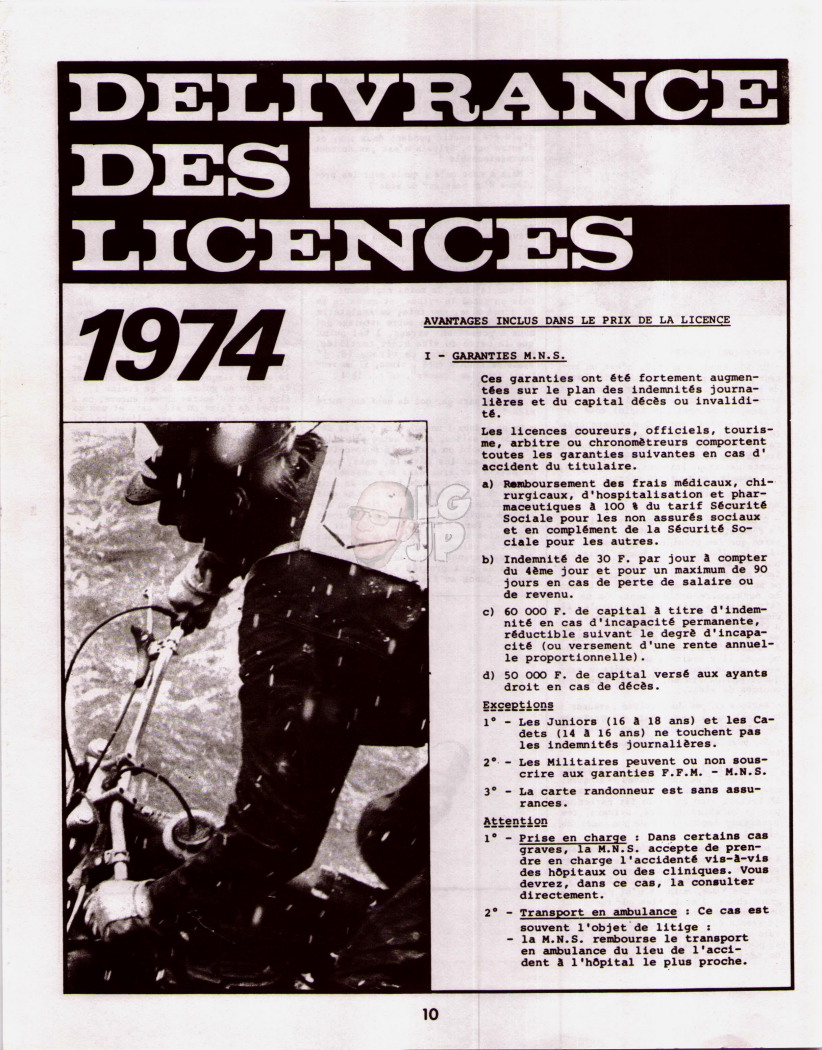 DELIVRANCE
DES
LICENCES
1974
AVANTAGES INCLUS DANS LE PRIX DE LA LICENCE
I - GARANTIES M.N.S.
Ces garanties ont été fortement augmen-
tées sur le plan des indemnités journa-
lières et du capital décès ou invalidi-
té.
Les licences coureurs, officiels, touris-
me, arbitre ou chronomètreurs comportent
toutes les garanties suivantes en cas d'
accident du titulaire.
a) Remboursement des frais médicaux, chi-
rurgicaux, d'hospitalisation et phar-
maceutiques à 100 % du tarif Sécurité
Sociale pour les non assurés sociaux
et en complément de la Sécurité So-
ciale pour les autres.
b) Indemnité de 30 F. par jour à compter
du 4ème jour et pour un maximum de 90
jours en cas de perte de salaire ou
de revenu.
c) 60 000 F. de capital à titre d'indem-
nité en cas d'incapacité permanente,
réductible suivant le degrè d'incapa-
cité (ou versement d'une rente annuel-
le proportionnelle).
d) 50 000 F. de capital versé aux ayants
droit en cas de décès.
Exceptions
1° - Les Juniors (16 à 18 ans) et les Ca-
dets (14 à 16 ans) ne touchent pas
les indemnités journalières.
2° - Les Militaires peuvent ou non sous-
crire aux garanties F.F.M. - M.N.S.
3° - La carte randonneur est sans assu-
rances.
Attention
1° - Prise en charge : Dans certains cas
graves, la M.N.S. accepte de pren-
dre en charge l'accidenté vis-à-vis
des hôpitaux ou des cliniques. Vous
devrez, dans ce cas, la consulter
directement.
2° - Transport en ambulance : Ce cas est
souvent l'objet de litige :
- la M.N.S. rembourse le transport
en ambulance du lieu de l'acci-
dent à l'hôpital le plus proche.
LG
JP
10